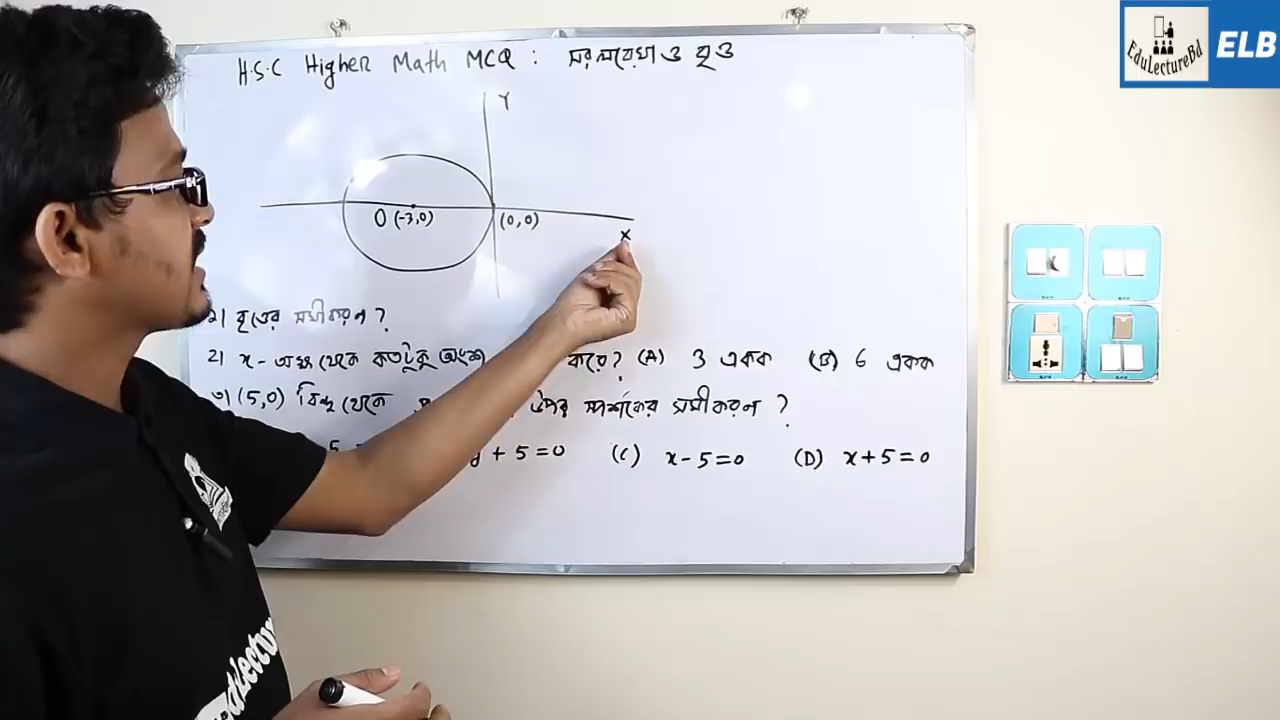 H.S.C Higher Math MCQ : সরলরেখা ও বৃত্ত
EduLectureBd
ELB
Y
O (-3,0) (0,0)
X
বৃত্তের সমীকরণ ?
২। x - অক্ষ থেকে কতটুকু অংশ করে? (A) 3 একক (B) 6 একক
৩। (5,0) বিন্দু থেকে উপর স্পর্শকের সমীকরণ ?
5 + 5 = 0 (C) x - 5 = 0 (D) x + 5 = 0